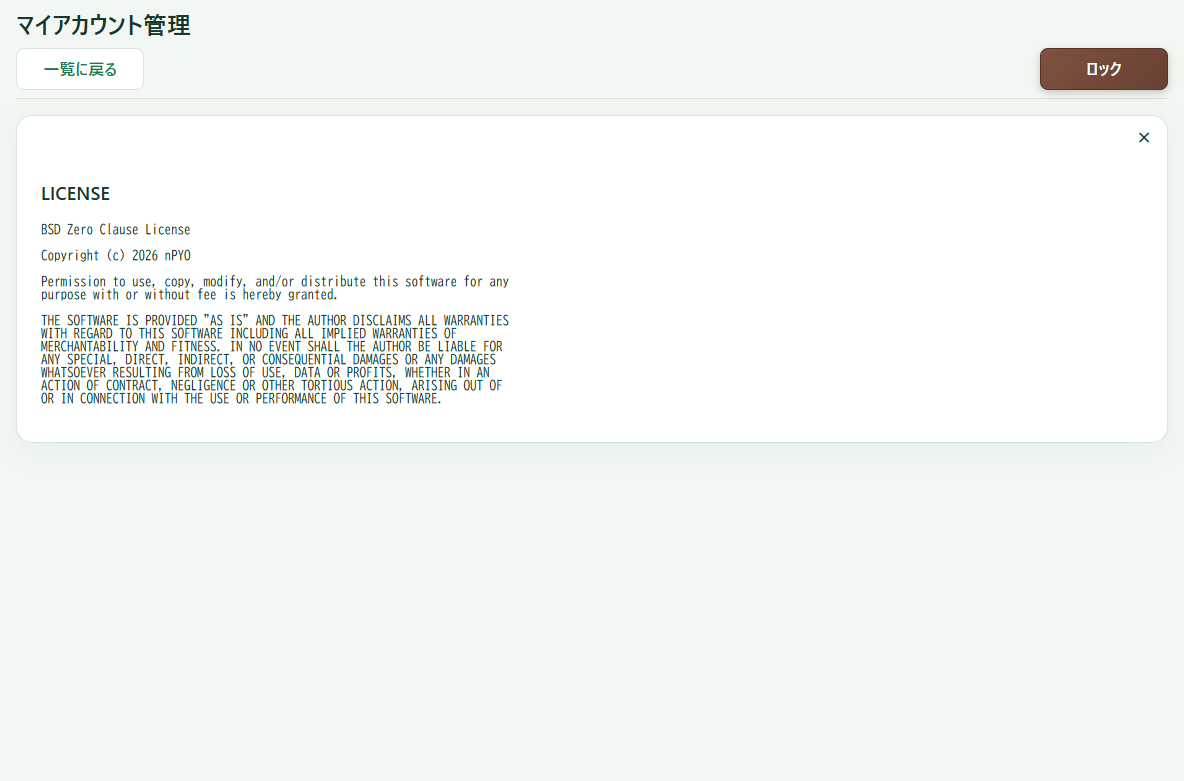 マイアカウント管理
一覧に戻る
ロック
×
LICENSE
BSD Zero Clause License
Copyright (c) 2026 nPYO
Permission to use, copy, modify, and/or distribute this software for any
purpose with or without fee is hereby granted.
THE SOFTWARE IS PROVIDED "AS IS" AND THE AUTHOR DISCLAIMS ALL WARRANTIES
WITH REGARD TO THIS SOFTWARE INCLUDING ALL IMPLIED WARRANTIES OF
MERCHANTABILITY AND FITNESS. IN NO EVENT SHALL THE AUTHOR BE LIABLE FOR
ANY SPECIAL, DIRECT, INDIRECT, OR CONSEQUENTIAL DAMAGES OR ANY DAMAGES
WHATSOEVER RESULTING FROM LOSS OF USE, DATA OR PROFITS, WHETHER IN AN
ACTION OF CONTRACT, NEGLIGENCE OR OTHER TORTIOUS ACTION, ARISING OUT OF
OR IN CONNECTION WITH THE USE OR PERFORMANCE OF THIS SOFTWARE.